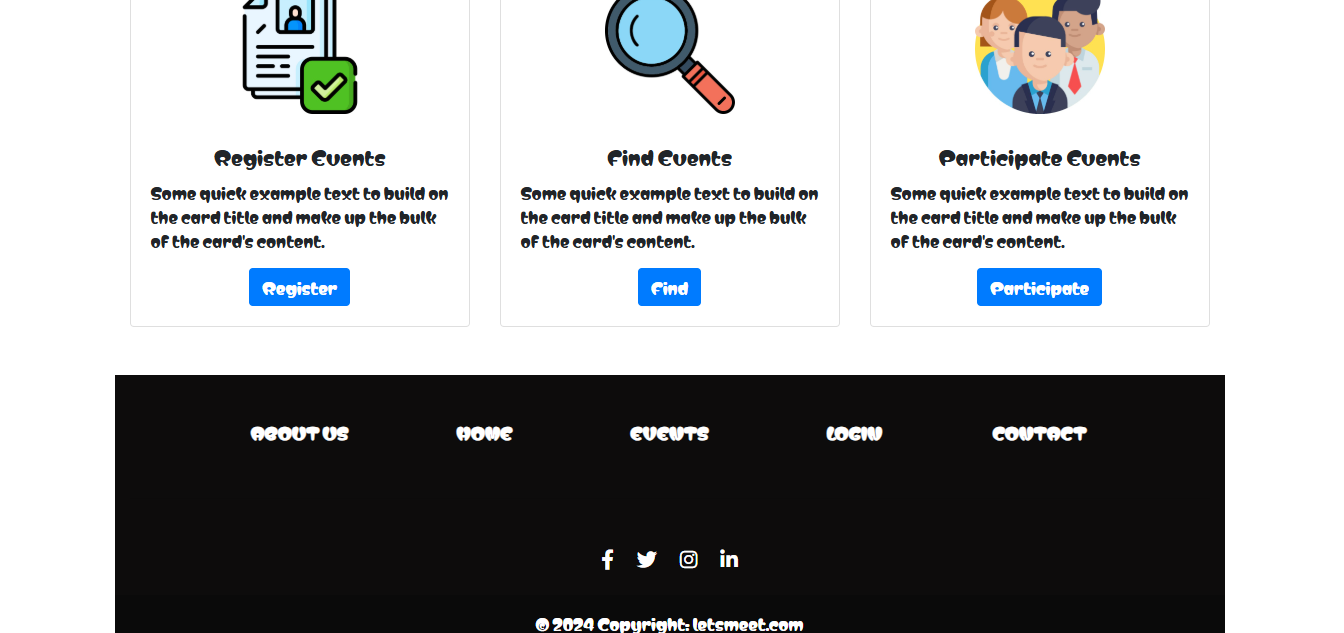 Register Events
Some quick example text to build on
the card title and make up the bulk
of the card's content.
Register
Find Events
Some quick example text to build on
the card title and make up the bulk
of the card's content.
Find
Participate Events
Some quick example text to build on
the card title and make up the bulk
of the card's content.
Participate
ABOUT US HOME EVENTS LOGIN CONTACT
© 2024 Copyright: letsmeet.com